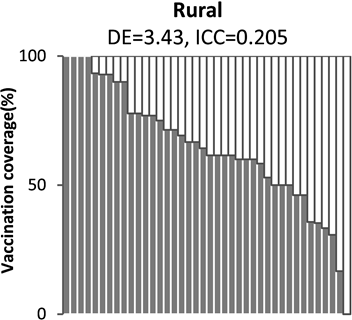 Rural
DE=3.43, ICC=0.205
Vaccination coverage(%)
100
50
0